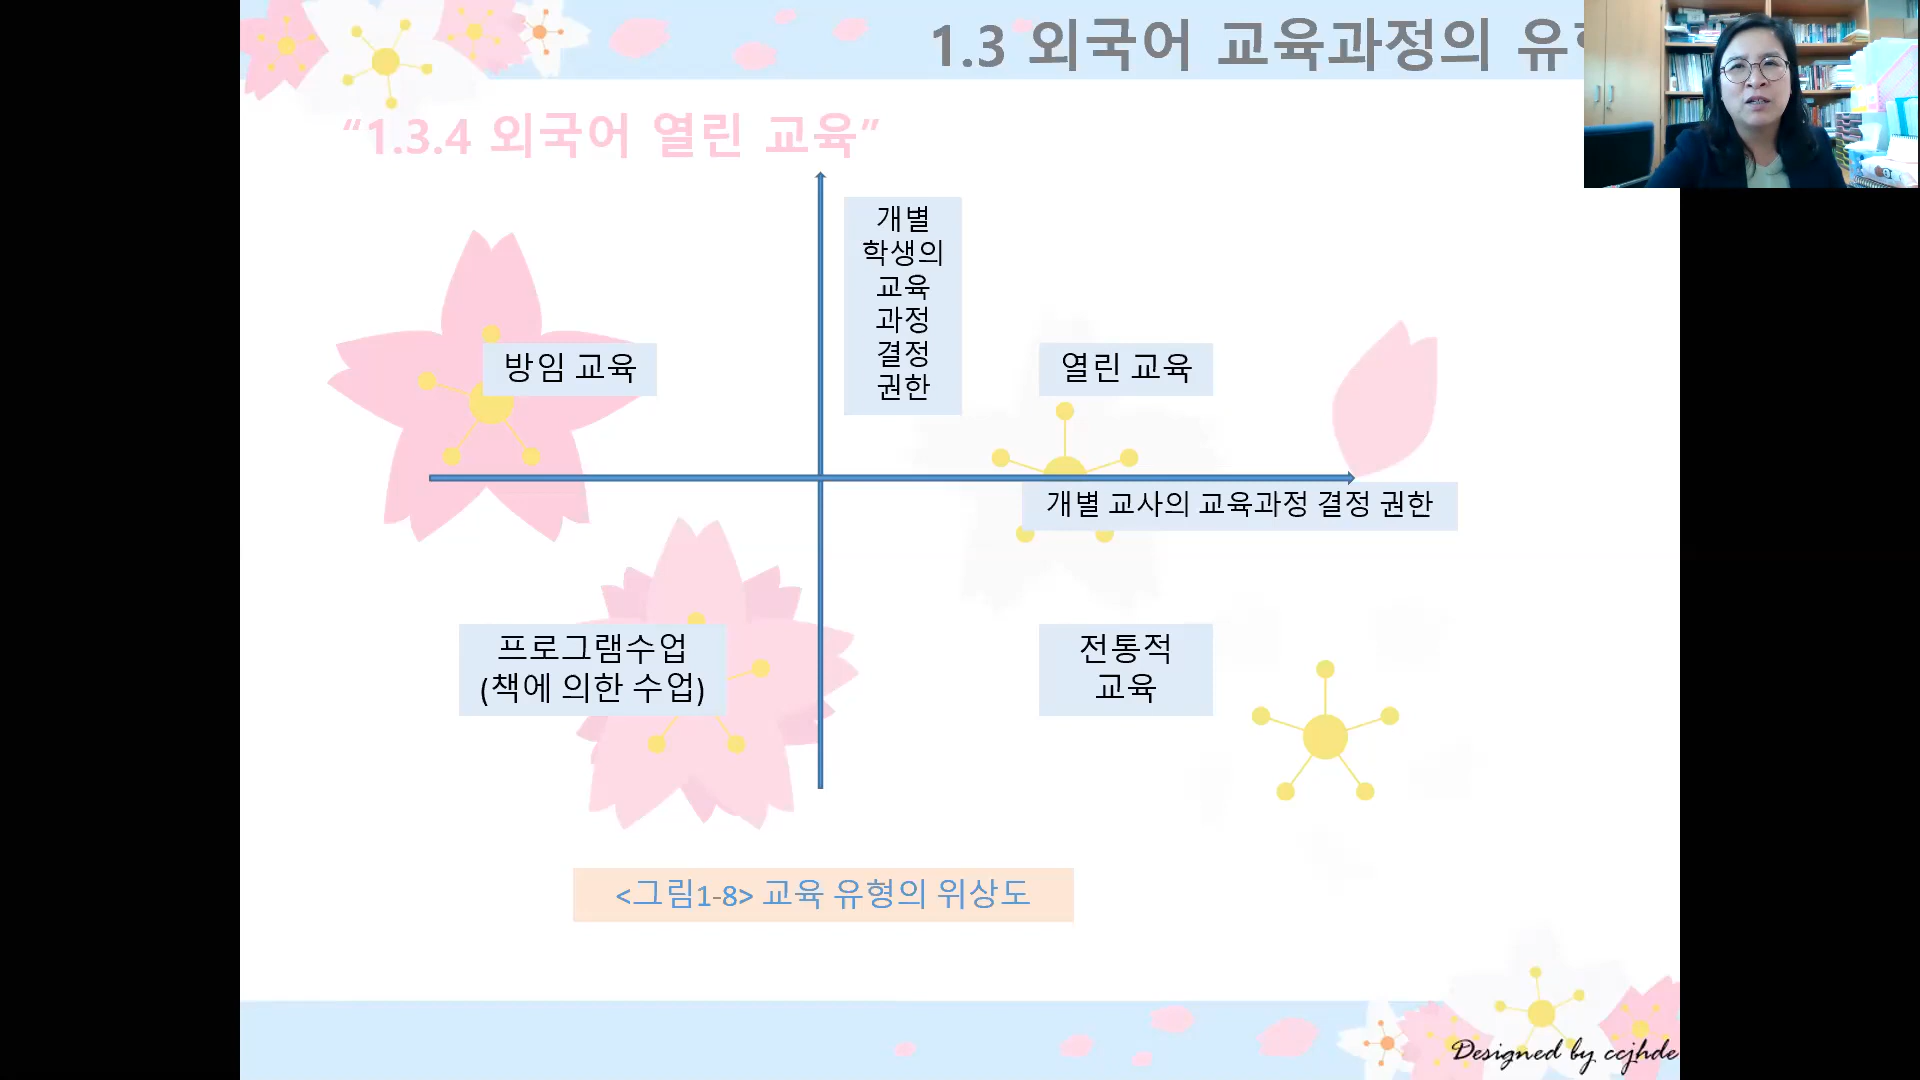 1.3 외국어 교육과정의
“1.3.4 외국어 열린 교육”
개별
학생의
교육
과정
결정
권한
방임 교육
열린 교육
개별 교사의 교육과정 결정 권한
프로그램수업
(책에 의한 수업)
전통적
교육
<그림1-8> 교육 유형의 위상도
Designed by ccjhde